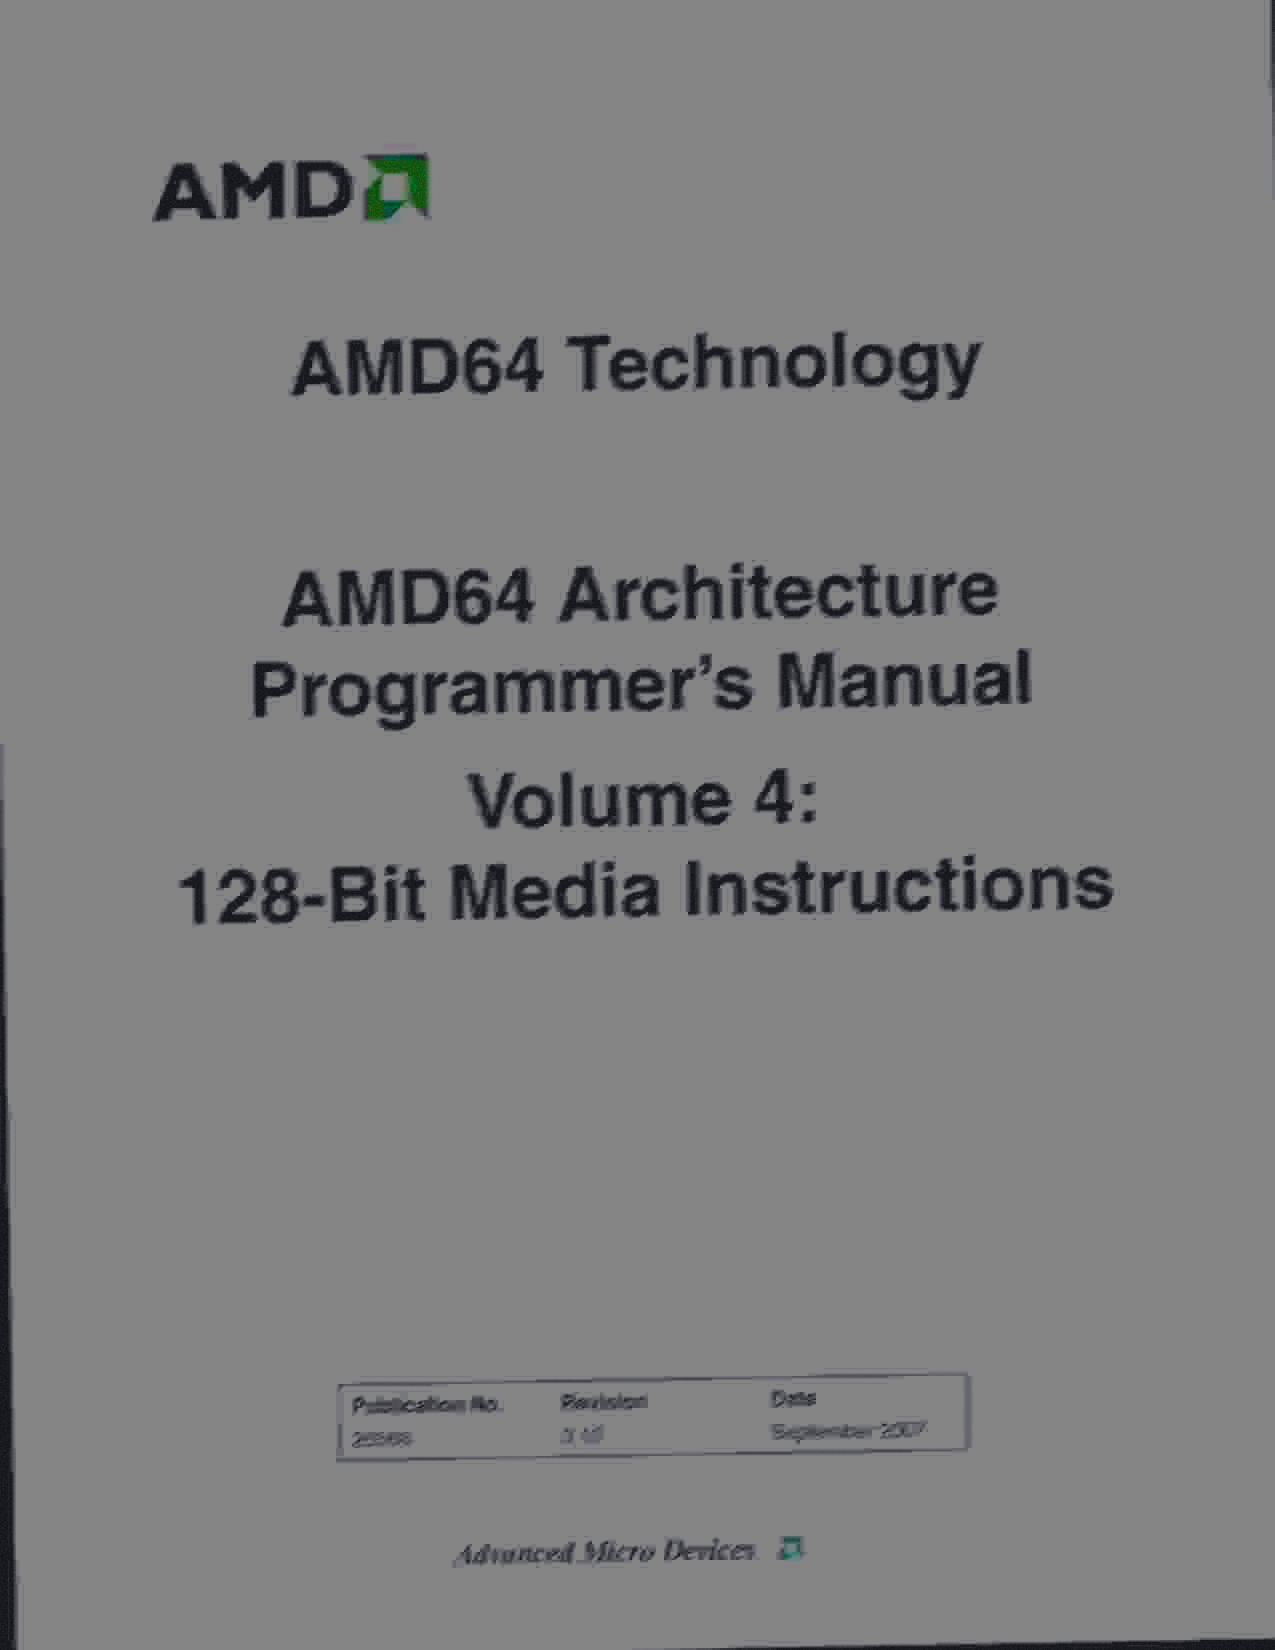 AMD
AMD64 Technology
AMD64 Architecture
Programmer's Manual
Volume 4:
128-Bit Media Instructions
Publication No. Revision Date
September 2007
Advanced Micro Devices